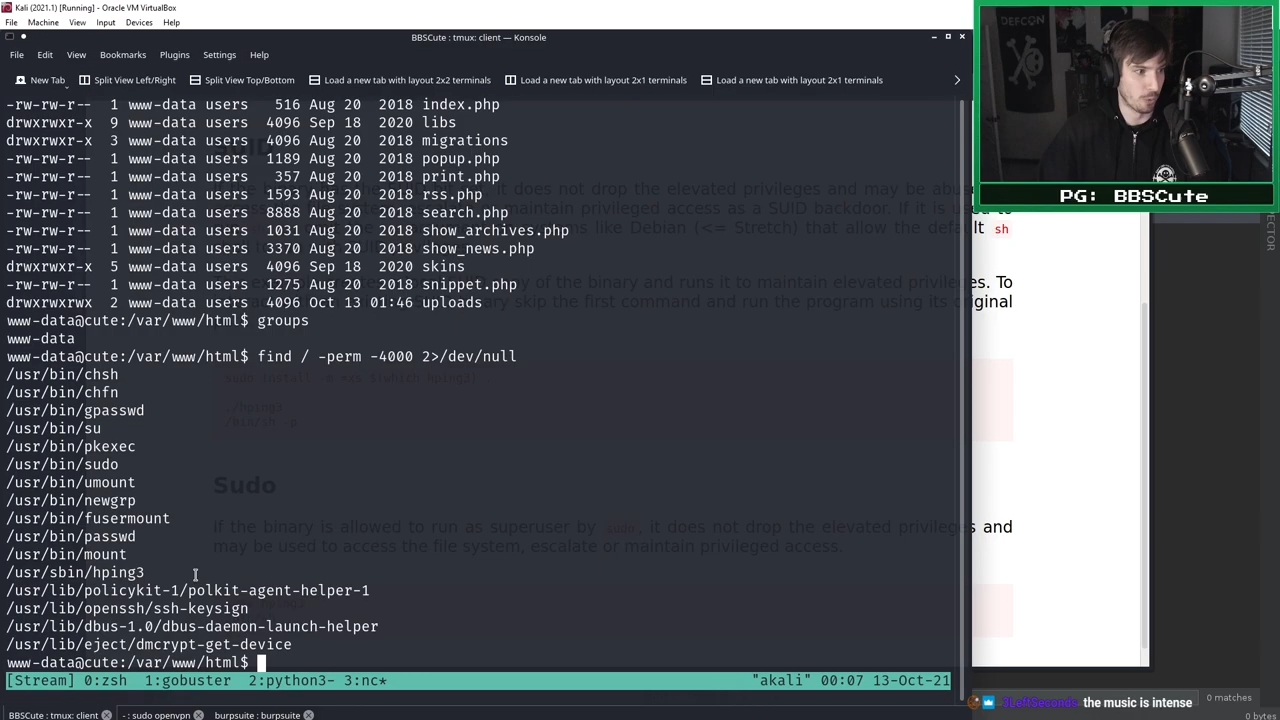 Kali (2021.1) [Running] - Oracle VM VirtualBox
File Machine View Input Devices Help
BBSCute : tmux: client — Konsole
File Edit View Bookmarks Plugins Settings Help
New Tab Split View Left/Right Split View Top/Bottom Load a new tab with layout 2x2 terminals Load a new tab with layout 2x1 terminals Load a new tab with layout 2x1 terminals
DEFCON
PG: BBSCute
-rw-rw-r-- 1 www-data users 516 Aug 20 2018 index.php
drwxrwxr-x 9 www-data users 4096 Sep 18 2020 libs
drwxrwxr-x 3 www-data users 4096 Aug 20 2018 migrations
-rw-rw-r-- 1 www-data users 1189 Aug 20 2018 popup.php
-rw-rw-r-- 1 www-data users 357 Aug 20 2018 print.php
-rw-rw-r-- 1 www-data users 1593 Aug 20 2018 rss.php
-rw-rw-r-- 1 www-data users 8888 Aug 20 2018 search.php
-rw-rw-r-- 1 www-data users 1031 Aug 20 2018 show_archives.php
-rw-rw-r-- 1 www-data users 3370 Aug 20 2018 show_news.php
drwxrwxr-x 5 www-data users 4096 Sep 18 2020 skins
-rw-rw-r-- 1 www-data users 1275 Aug 20 2018 snippet.php
drwxrwxrwx 2 www-data users 4096 Oct 13 01:46 uploads
www-data@cute:/var/www/html$ groups
www-data
www-data@cute:/var/www/html$ find / -perm -4000 2>/dev/null
/usr/bin/chsh
/usr/bin/chfn
/usr/bin/gpasswd
/usr/bin/su
/usr/bin/pkexec
/usr/bin/sudo
/usr/bin/umount
/usr/bin/newgrp
/usr/bin/fusermount
/usr/bin/passwd
/usr/bin/mount
/usr/sbin/hping3
/usr/lib/policykit-1/polkit-agent-helper-1
/usr/lib/openssh/ssh-keysign
/usr/lib/dbus-1.0/dbus-daemon-launch-helper
/usr/lib/eject/dmcrypt-get-device
www-data@cute:/var/www/html$
sh
To
original
Sudo
If the binary is allowed to run as superuser by sudo, it does not drop the elevated privileges and
may be used to access the file system, escalate or maintain privileged access.
[Stream] 0:zsh 1:gobuster 2:python3- 3:nc* "akali" 00:07 13-Oct-21
3LeftSeconds the music is intense
0 matches
0 bytes
BBSCute : tmux: client - : sudo openvpn burpsuite : burpsuite